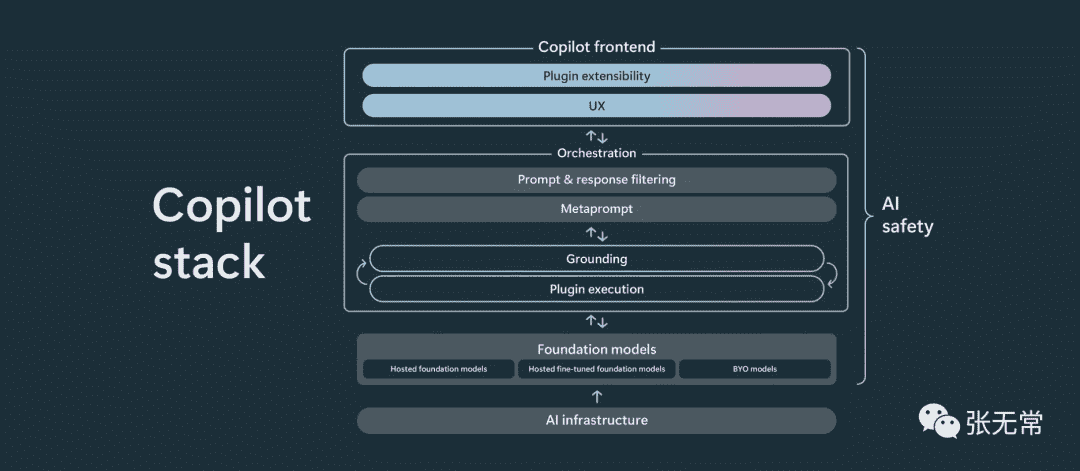 Copilot frontend
Plugin extensibility
UX
Orchestration
Prompt & response filtering
Metaprompt
Copilot
stack
AI
safety
Grounding
Plugin execution
Foundation models
Hosted foundation models
Hosted fine-tuned foundation models
BYO models
AI infrastructure
张无常